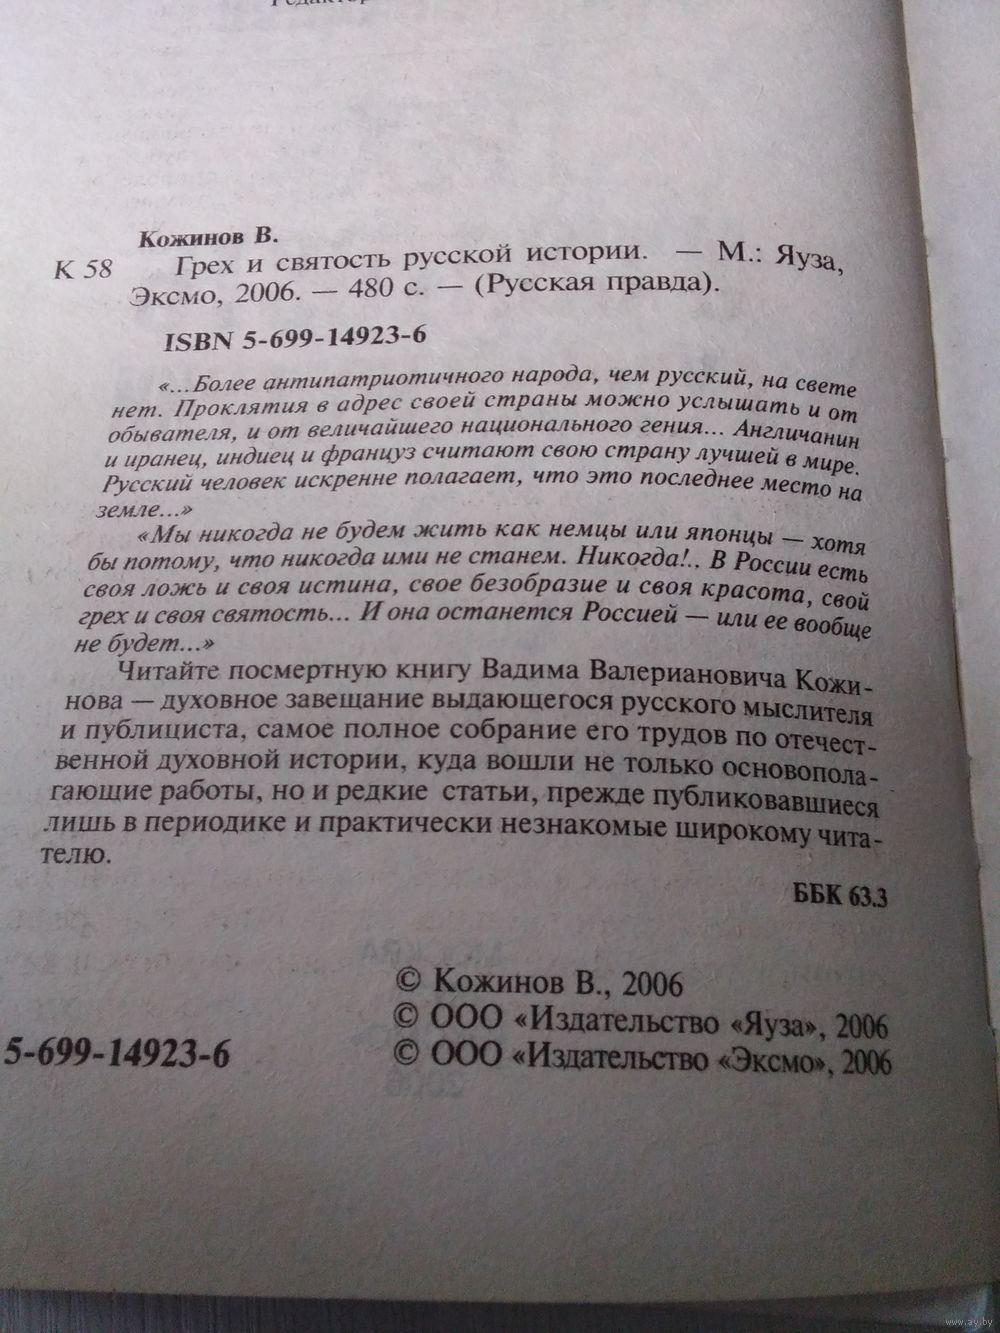 Редактор
Кожинов В.
К 58 Грех и святость русской истории. — М.: Яуза,
Эксмо, 2006. — 480 с. — (Русская правда).
ISBN 5-699-14923-6
«...Более антипатриотичного народа, чем русский, на свете
нет. Проклятия в адрес своей страны можно услышать и от
обывателя, и от величайшего национального гения... Англичанин
и иранец, индиец и француз считают свою страну лучшей в мире.
Русский человек искренне полагает, что это последнее место на
земле...»
«Мы никогда не будем жить как немцы или японцы — хотя
бы потому, что никогда ими не станем. Никогда!.. В России есть
своя ложь и своя истина, свое безобразие и своя красота, свой
грех и своя святость... И она останется Россией — или ее вообще
не будет...»
Читайте посмертную книгу Вадима Валериановича Кожи-
нова — духовное завещание выдающегося русского мыслителя
и публициста, самое полное собрание его трудов по отечест-
венной духовной истории, куда вошли не только основопола-
гающие работы, но и редкие статьи, прежде публиковавшиеся
лишь в периодике и практически незнакомые широкому чита-
телю.
ББК 63.3
© Кожинов В., 2006
© ООО «Издательство «Яуза», 2006
5-699-14923-6 © ООО «Издательство «Эксмо», 2006
www.ay.by